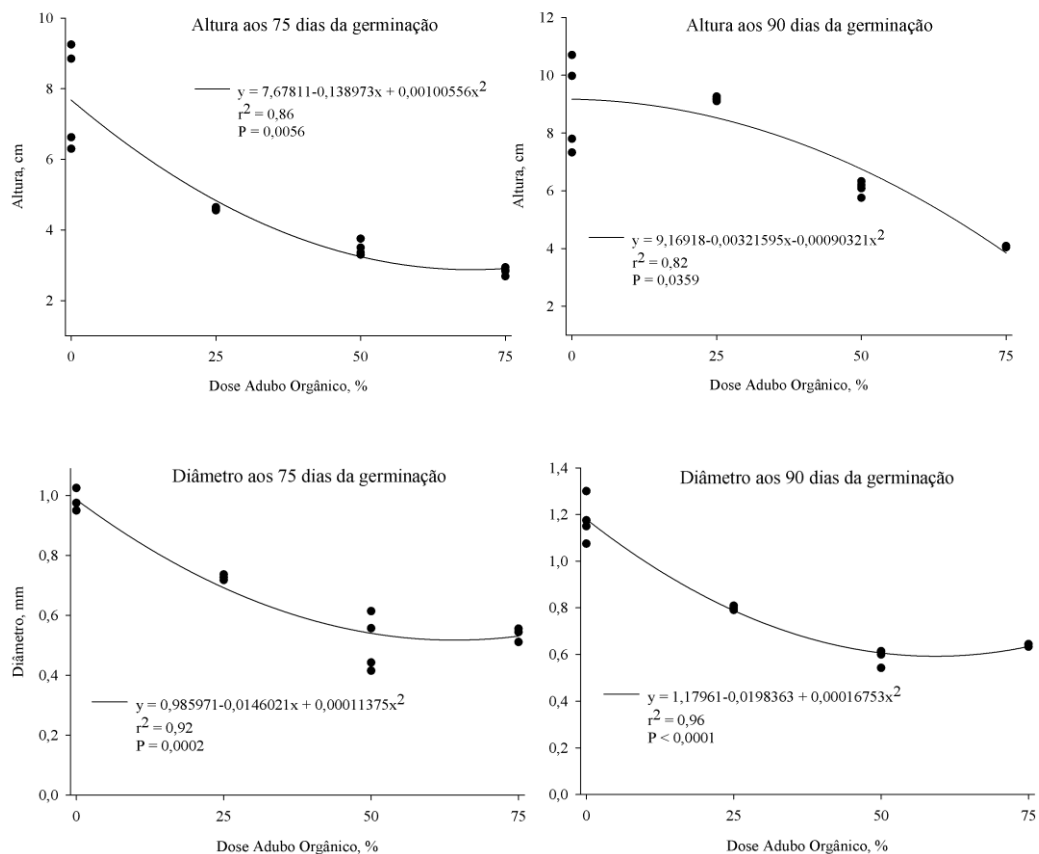 Altura aos 75 dias da germinação
10
8
6
4
2
Altura, cm
y = 7,67811-0,138973x + 0,00100556x2
r2 = 0,86
P = 0,0056
0 25 50 75
Dose Adubo Orgânico, %
Altura aos 90 dias da germinação
12
10
8
6
4
2
Altura, cm
y = 9,16918-0,00321595x-0,00090321x2
r2 = 0,82
P = 0,0359
0 25 50 75
Dose Adubo Orgânico, %
Diâmetro aos 75 dias da germinação
1,0
0,8
0,6
0,4
0,2
0,0
Diâmetro, mm
y = 0,985971-0,0146021x + 0,00011375x2
r2 = 0,92
P = 0,0002
0 25 50 75
Dose Adubo Orgânico, %
Diâmetro aos 90 dias da germinação
1,4
1,2
1,0
0,8
0,6
0,4
0,2
0,0
y = 1,17961-0,0198363 + 0,00016753x2
r2 = 0,96
P < 0,0001
0 25 50 75
Dose Adubo Orgânico, %